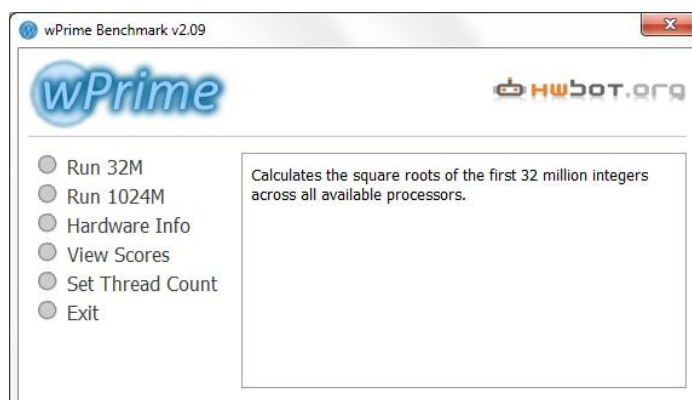 wPrime Benchmark v2.09
wPrime
HWBOT.org
Run 32M
Run 1024M
Hardware Info
View Scores
Set Thread Count
Exit
Calculates the square roots of the first 32 million integers
across all available processors.